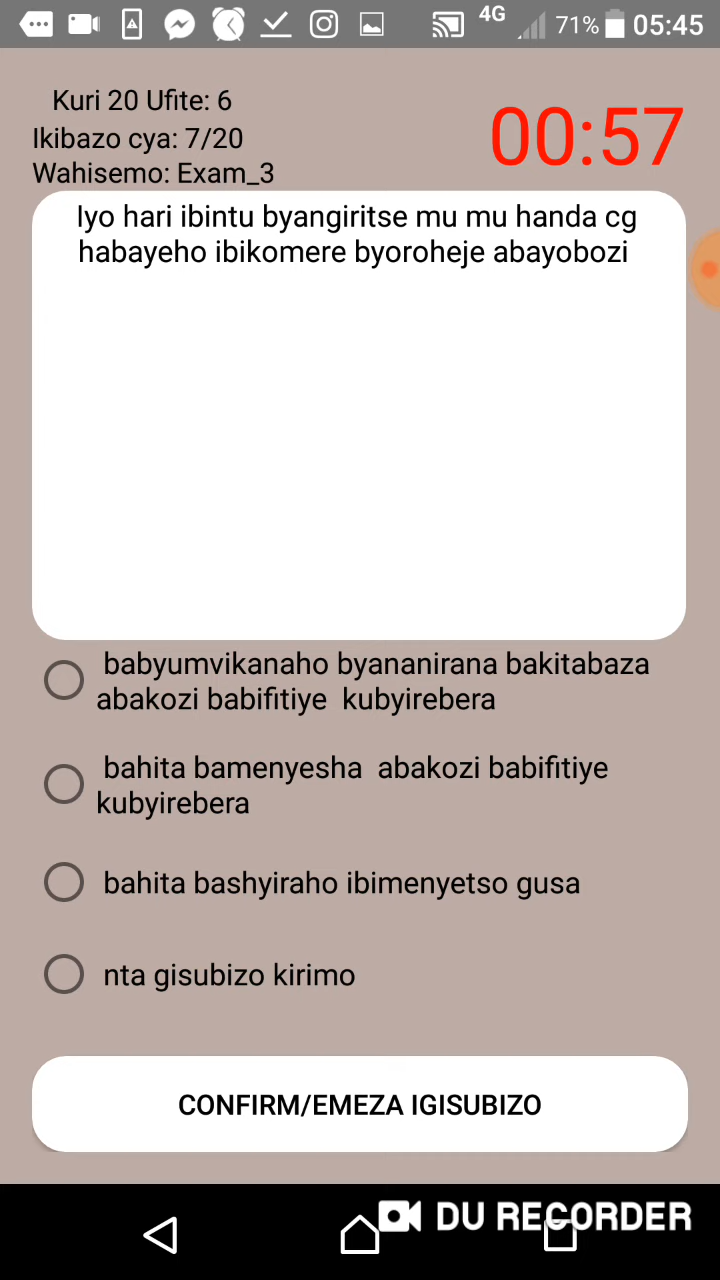 4G 71% 05:45
Kuri 20 Ufite: 6
00:57
Ikibazo cya: 7/20
Wahisemo: Exam_3
Iyo hari ibintu byangiritse mu mu handa cg
habayeho ibikomere byoroheje abayobozi
babyumvikanaho byananirana bakitabaza
abakozi babifitiye kubyirebera
bahita bamenyesha abakozi babifitiye
kubyirebera
bahita bashyiraho ibimenyetso gusa
nta gisubizo kirimo
CONFIRM/EMEZA IGISUBIZO
DU RECORDER